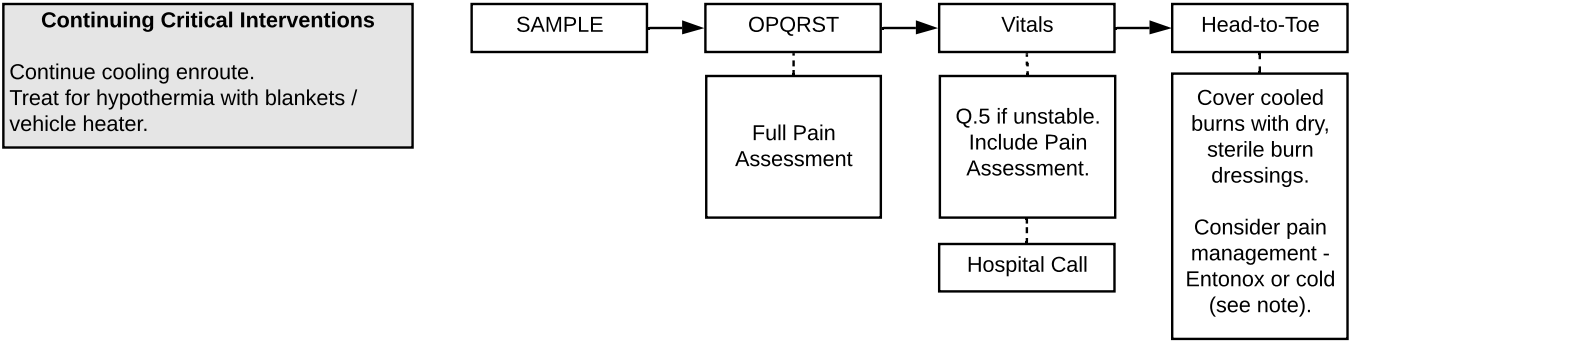 Continuing Critical Interventions
Continue cooling enroute.
Treat for hypothermia with blankets /
vehicle heater.
SAMPLE
OPQRST
Vitals
Head-to-Toe
Full Pain
Assessment
Q.5 if unstable.
Include Pain
Assessment.
Hospital Call
Cover cooled
burns with dry,
sterile burn
dressings.
Consider pain
management -
Entonox or cold
(see note).